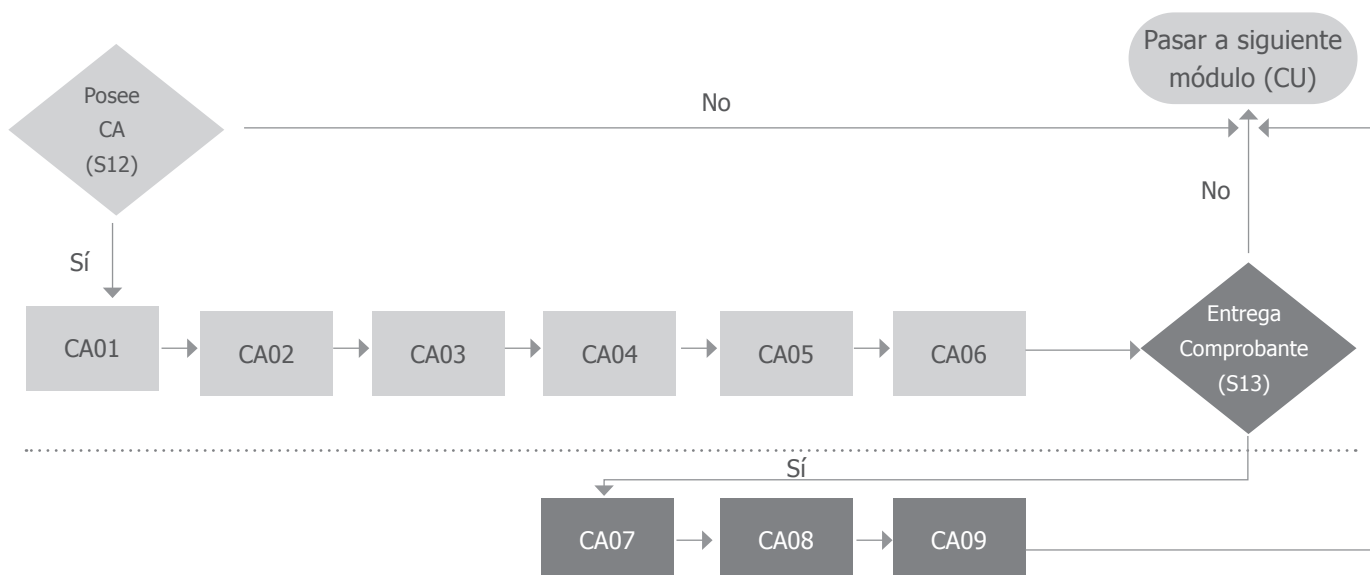 Pasar a siguiente
módulo (CU)
Posee
CA
(S12)
No
No
Sí
CA01
CA02
CA03
CA04
CA05
CA06
Entrega
Comprobante
(S13)
Sí
CA07
CA08
CA09